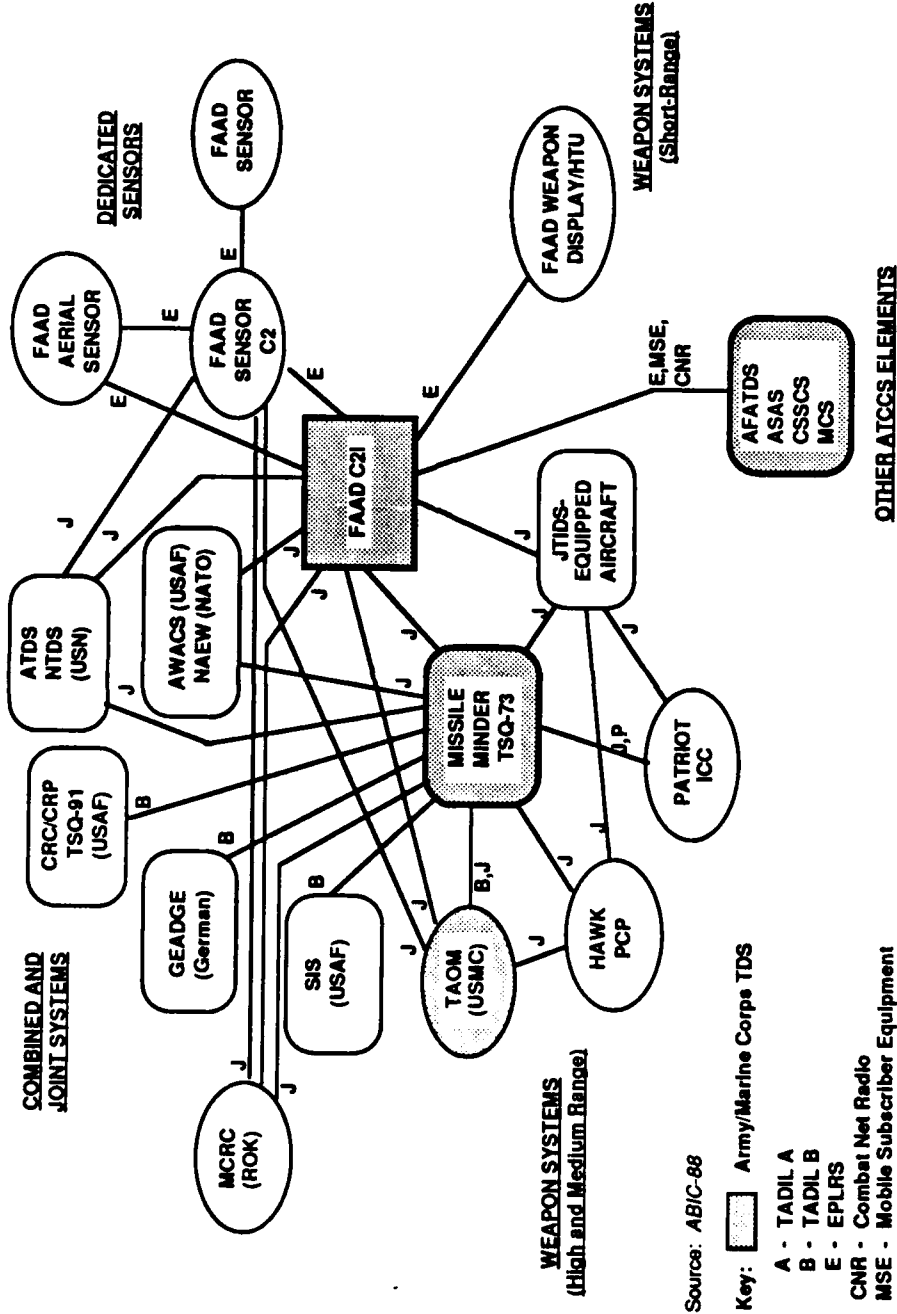 COMBINED AND
JOINT SYSTEMS
DEDICATED
SENSORS
CRC/CRP
TSQ-91
(USAF)
ATDS
NTDS
(USN)
FAAD
AERIAL
SENSOR
FAAD
SENSOR
GEADGE
(German)
AWACS (USAF)
NAEW (NATO)
FAAD
SENSOR
C2
MCRC
(ROK)
SIS
(USAF)
B
B
B
J
J
J
J
J
J
J
J
E
E
E
E
TAOM
(USMC)
MISSILE
MINDER
TSQ-73
FAAD C2I
J
J
B,J
J
J
J
J
J
J
J
E
E,MSE,
CNR
HAWK
PCP
PATRIOT
ICC
JTIDS-
EQUIPPED
AIRCRAFT
FAAD WEAPON
DISPLAY/HTU
WEAPON SYSTEMS
(Short-Range)
AFATDS
ASAS
CSSCS
MCS
OTHER ATCCS ELEMENTS
WEAPON SYSTEMS
(High and Medium Range)
Source: ABIC-88
Key: Army/Marine Corps TDS
A - TADIL A
B - TADIL B
E - EPLRS
CNR - Combat Net Radio
MSE - Mobile Subscriber Equipment